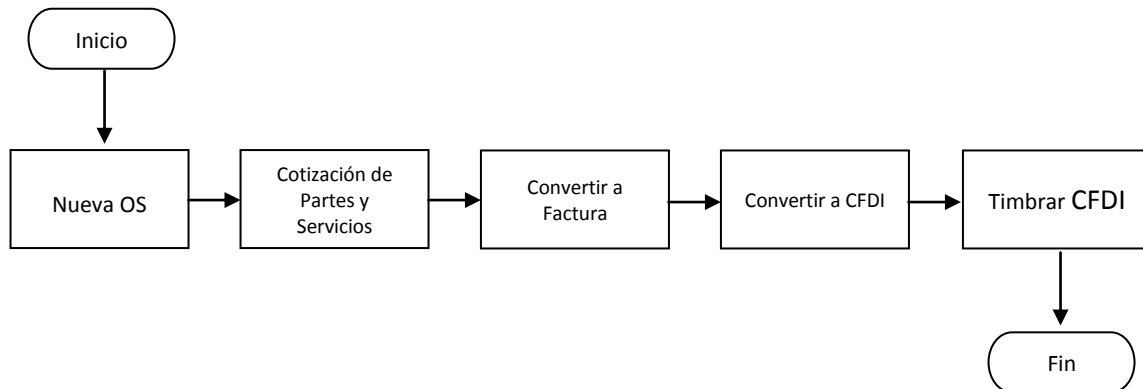 Inicio
Nueva OS
Cotización de
Partes y
Servicios
Convertir a
Factura
Convertir a CFDI
Timbrar CFDI
Fin